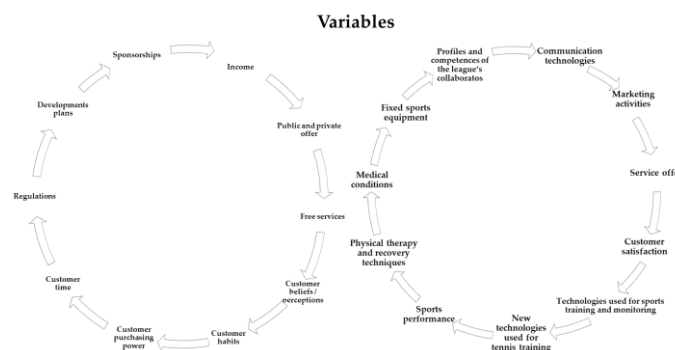 Variables
Sponsorships
Income
Public and private
offer
Free services
Customer
beliefs /
perceptions
Customer
habits
Customer
purchasing
power
Customer
time
Regulations
Developments
plans
Profiles and
competences of
the league's
collaboratos
Communication
technologies
Marketing
activities
Service offe
Customer
satisfaction
Technologies used for sports
training and monitoring
New
technologies
used for
tennis training
Sports
performance
Physical therapy
and recovery
techniques
Medical
conditions
Fixed sports
equipment